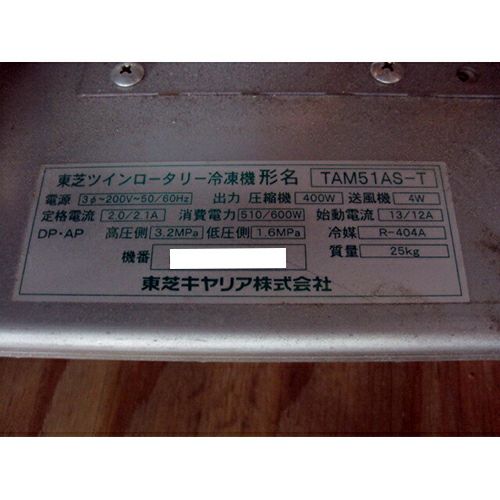 東芝ツインロータリー冷凍機 形名 TAM51AS-T
電源 3φ~200V~50/60Hz 出力 圧縮機 400W 送風機 4W
定格電流 2.0/2.1A 消費電力 510/600W 始動電流 13/12A
DP・AP 高圧側 3.2MPa 低圧側 1.6MPa 冷媒 R-404A
機番 質量 25kg
東芝キヤリア株式会社